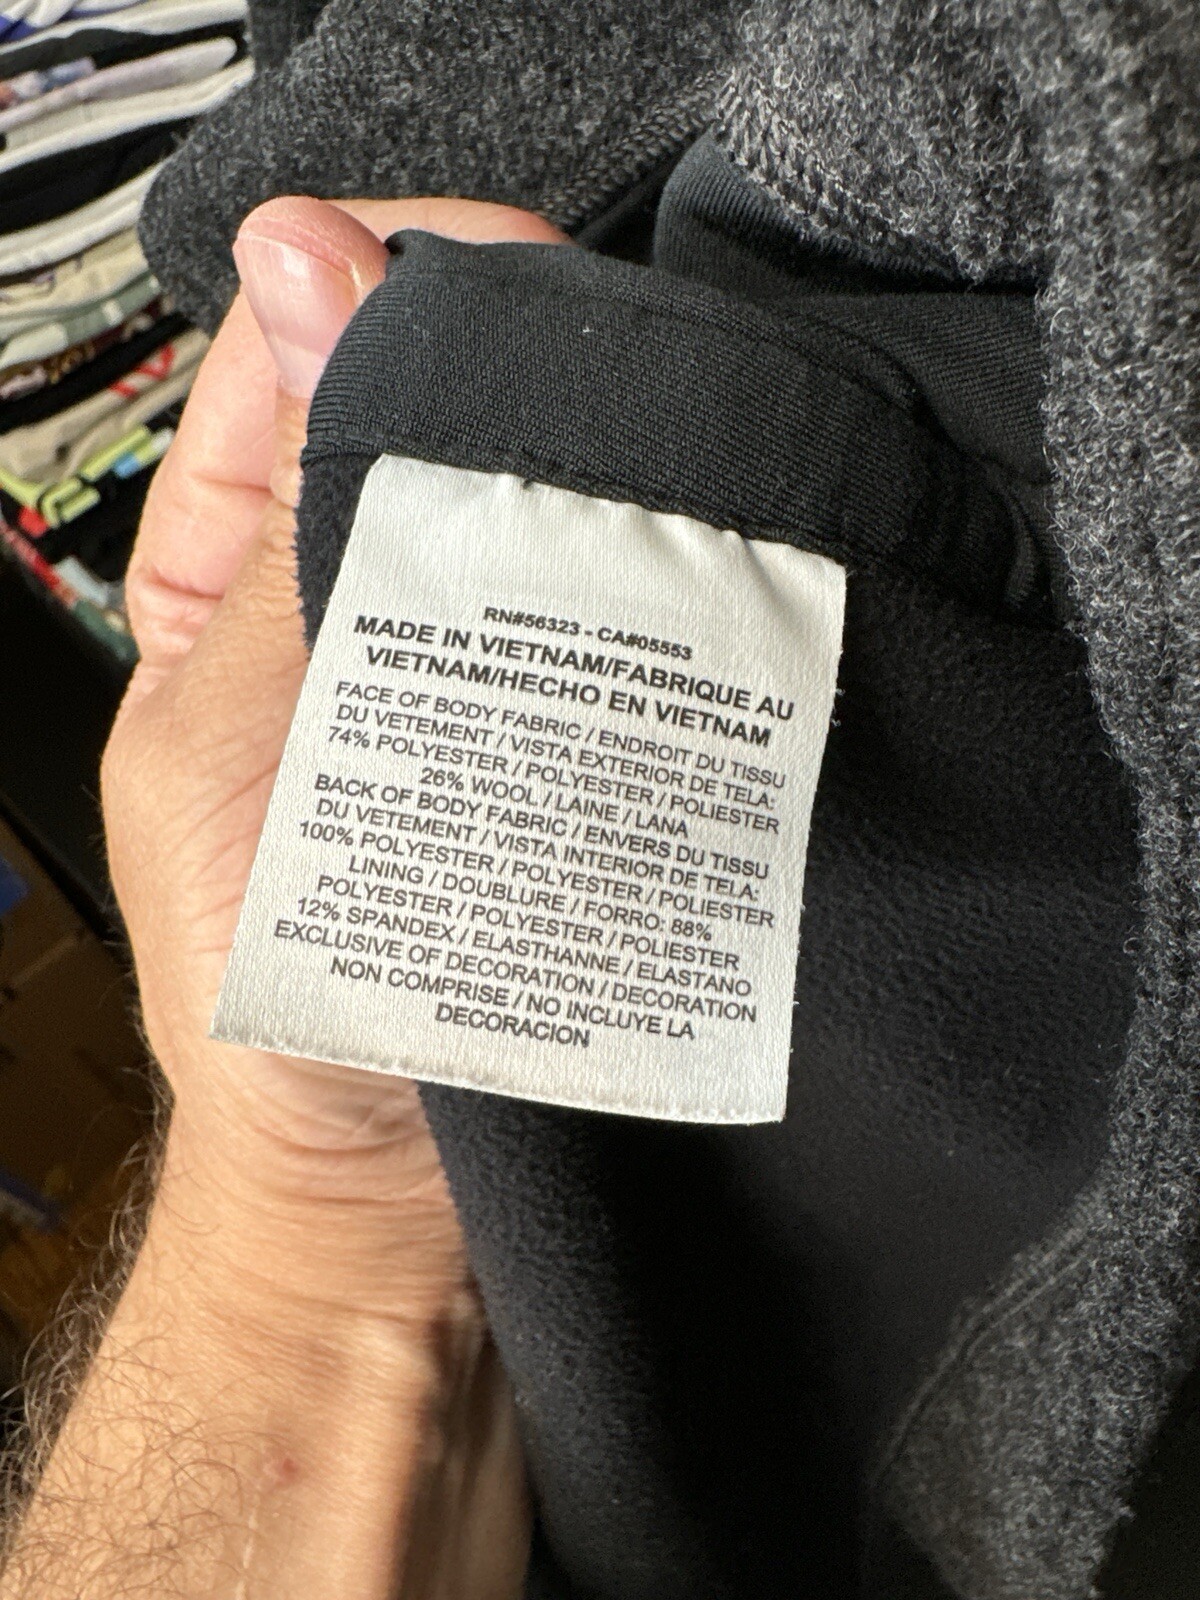 RN#56323 - CA#05553
MADE IN VIETNAM/FABRIQUE AU
VIETNAM/HECHO EN VIETNAM
FACE OF BODY FABRIC / ENDROIT DU TISSU
DU VETEMENT / VISTA EXTERIOR DE TELA:
74% POLYESTER / POLYESTER / POLIESTER
26% WOOL / LAINE / LANA
BACK OF BODY FABRIC / ENVERS DU TISSU
DU VETEMENT / VISTA INTERIOR DE TELA:
100% POLYESTER / POLYESTER / POLIESTER
LINING / DOUBLURE / FORRO: 88%
POLYESTER / POLYESTER / POLIESTER
12% SPANDEX / ELASTHANNE / ELASTANO
EXCLUSIVE OF DECORATION / DECORATION
NON COMPRISE / NO INCLUYE LA
DECORACION